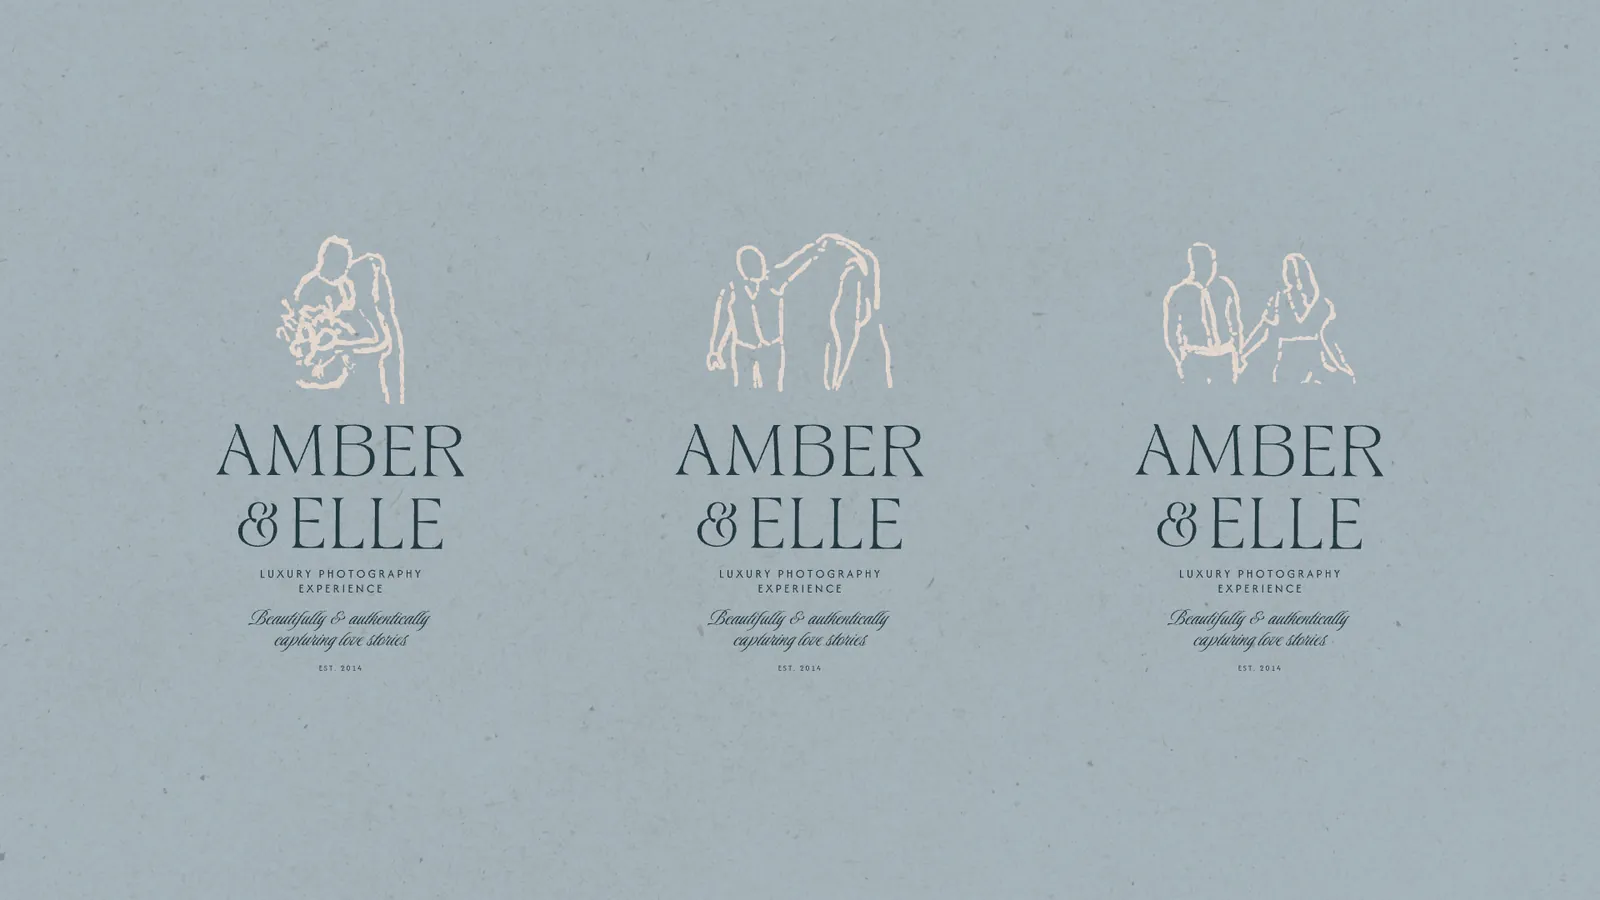 AMBER
& ELLE
LUXURY PHOTOGRAPHY
EXPERIENCE
Beautifully & authentically
capturing love stories
EST. 2014
AMBER
& ELLE
LUXURY PHOTOGRAPHY
EXPERIENCE
Beautifully & authentically
capturing love stories
EST. 2014
AMBER
& ELLE
LUXURY PHOTOGRAPHY
EXPERIENCE
Beautifully & authentically
capturing love stories
EST. 2014